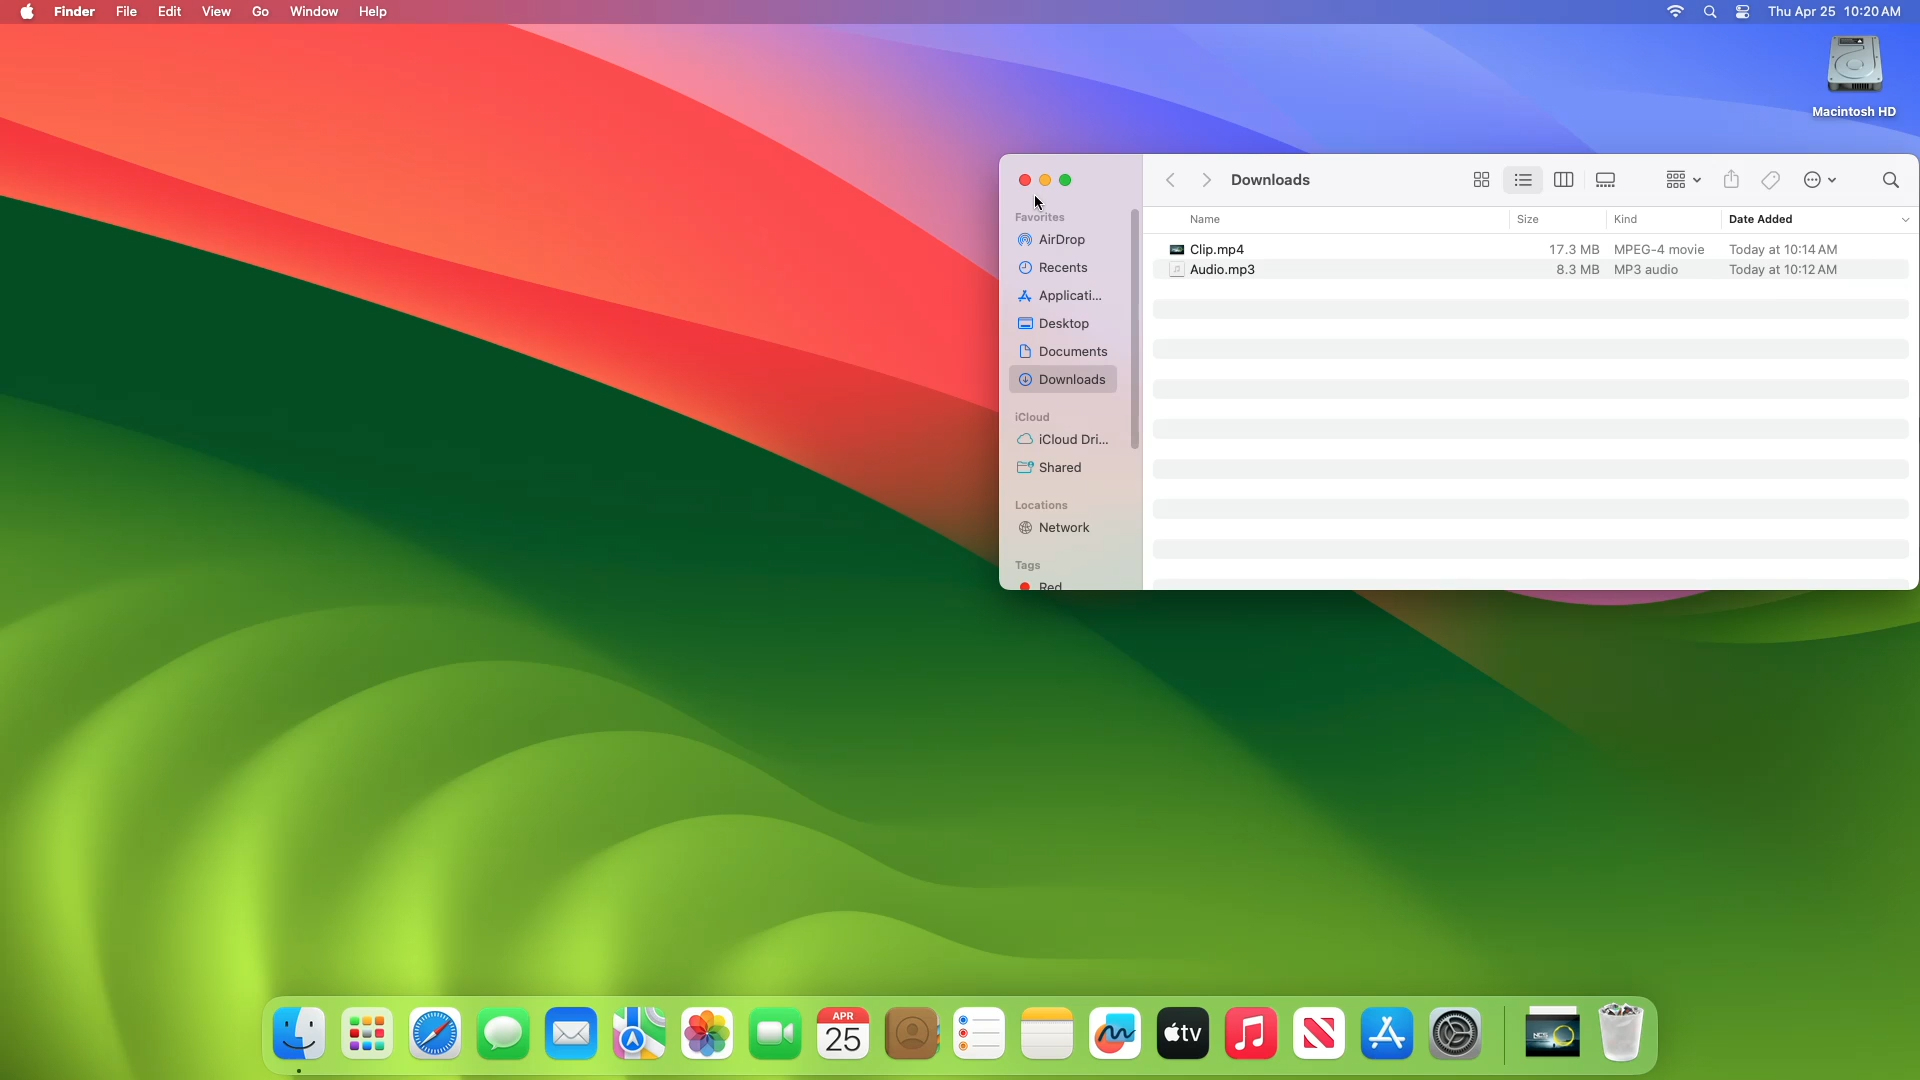 Finder File Edit View Go Window Help Thu Apr 25 10:20 AM
Macintosh HD
Downloads
Favorites
AirDrop
Recents
Applicati...
Desktop
Documents
Downloads
iCloud
iCloud Dri...
Shared
Locations
Network
Tags
Red
Name Size Kind Date Added
Clip.mp4 17.3 MB MPEG-4 movie Today at 10:14 AM
Audio.mp3 8.3 MB MP3 audio Today at 10:12 AM
APR
25
tv
NCS